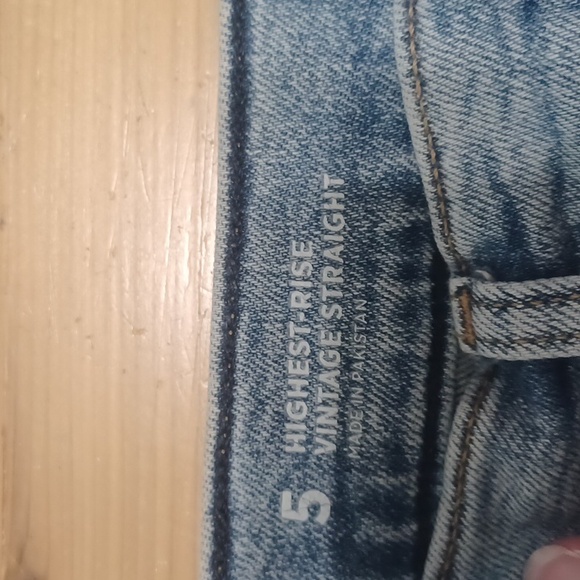 5
HIGHEST-RISE
VINTAGE STRAIGHT
MADE IN PAKISTAN